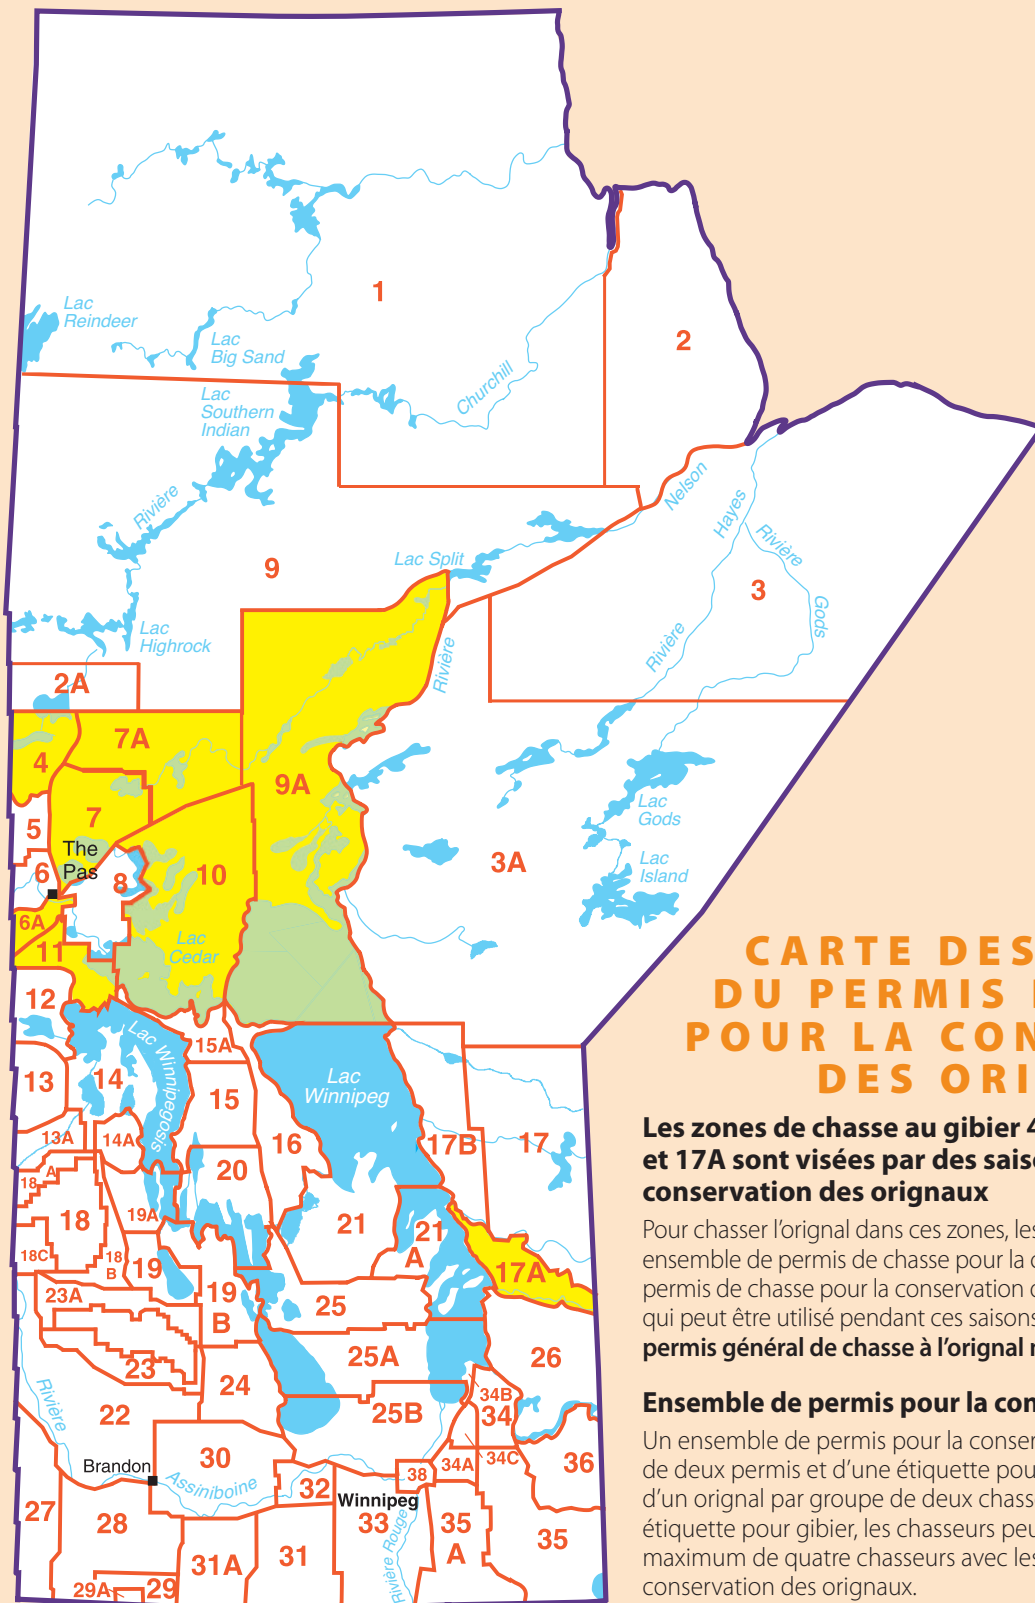 1
2
Lac
Reindeer
Lac
Big Sand
Churchill
Lac
Southern
Indian
Rivière
Nelson
Hayes
Rivière
Gods
9
Lac Split
3
Lac
Highrock
Rivière
Rivière
2A
7A
4
9A
7
5
The
Pas
6
8
10
Lac
Gods
3A
Lac
Island
6A
11
Lac
Cedar
12
Lac Winnipegosis
15A
13
14
15
Lac
Winnipeg
16
17B
17
13A
14A
20
18
A
18
19A
21
21
A
18C
18
B
19
17A
23A
19
B
25
23
25A
26
24
34B
34
22
25B
Rivière
30
34A
34C
36
Brandon
Assiniboine
32
38
Winnipeg
33
27
28
35
A
35
31A
31
Rivière Rouge
29A
29
CARTE DES
DU PERMIS
POUR LA CON
DES ORI
Les zones de chasse au gibier 4
et 17A sont visées par des sais
conservation des orignaux
Pour chasser l’orignal dans ces zones, les
ensemble de permis de chasse pour la c
permis de chasse pour la conservation d
qui peut être utilisé pendant ces saisons
permis général de chasse à l’orignal
Ensemble de permis pour la con
Un ensemble de permis pour la conser
de deux permis et d’une étiquette pou
d’un orignal par groupe de deux chass
étiquette pour gibier, les chasseurs peu
maximum de quatre chasseurs avec les
conservation des orignaux.